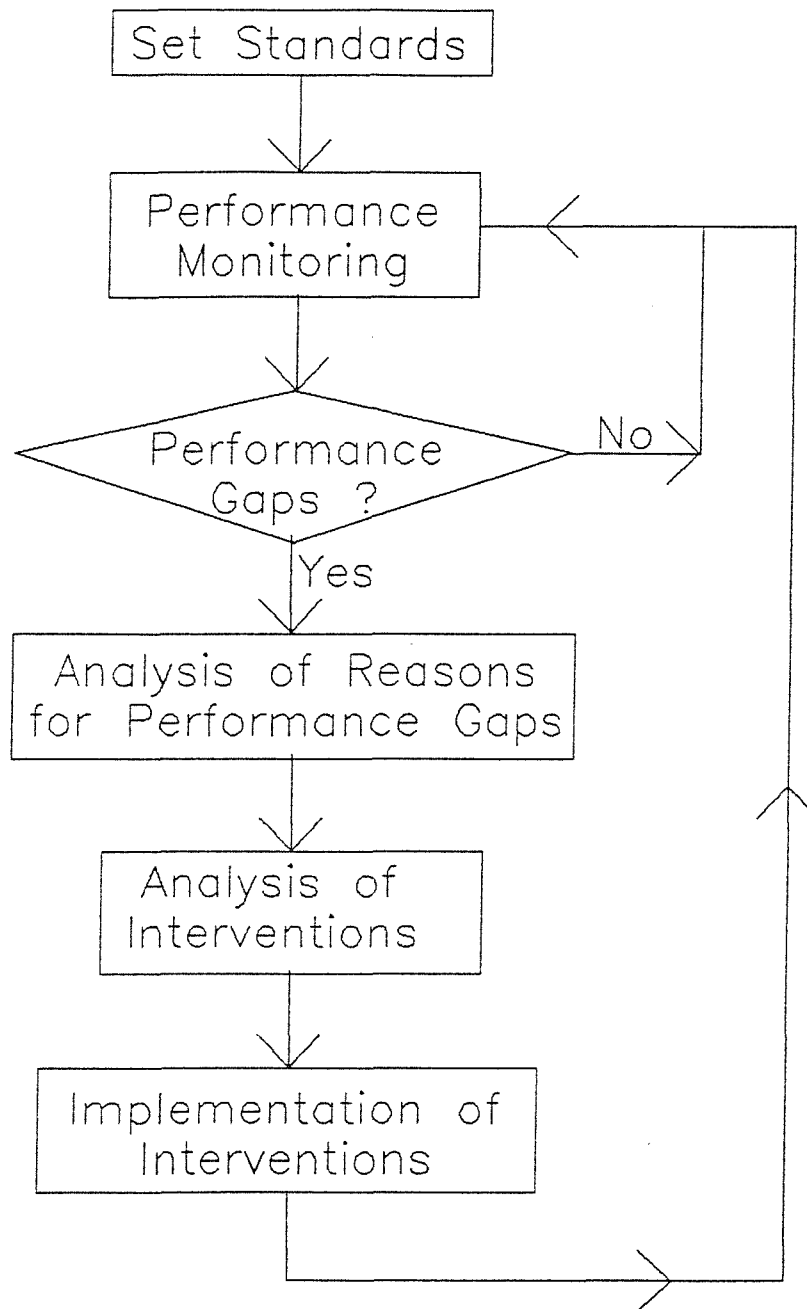 Set Standards
Performance
Monitoring
Performance
Gaps ?
No
Yes
Analysis of Reasons
for Performance Gaps
Analysis of
Interventions
Implementation of
Interventions